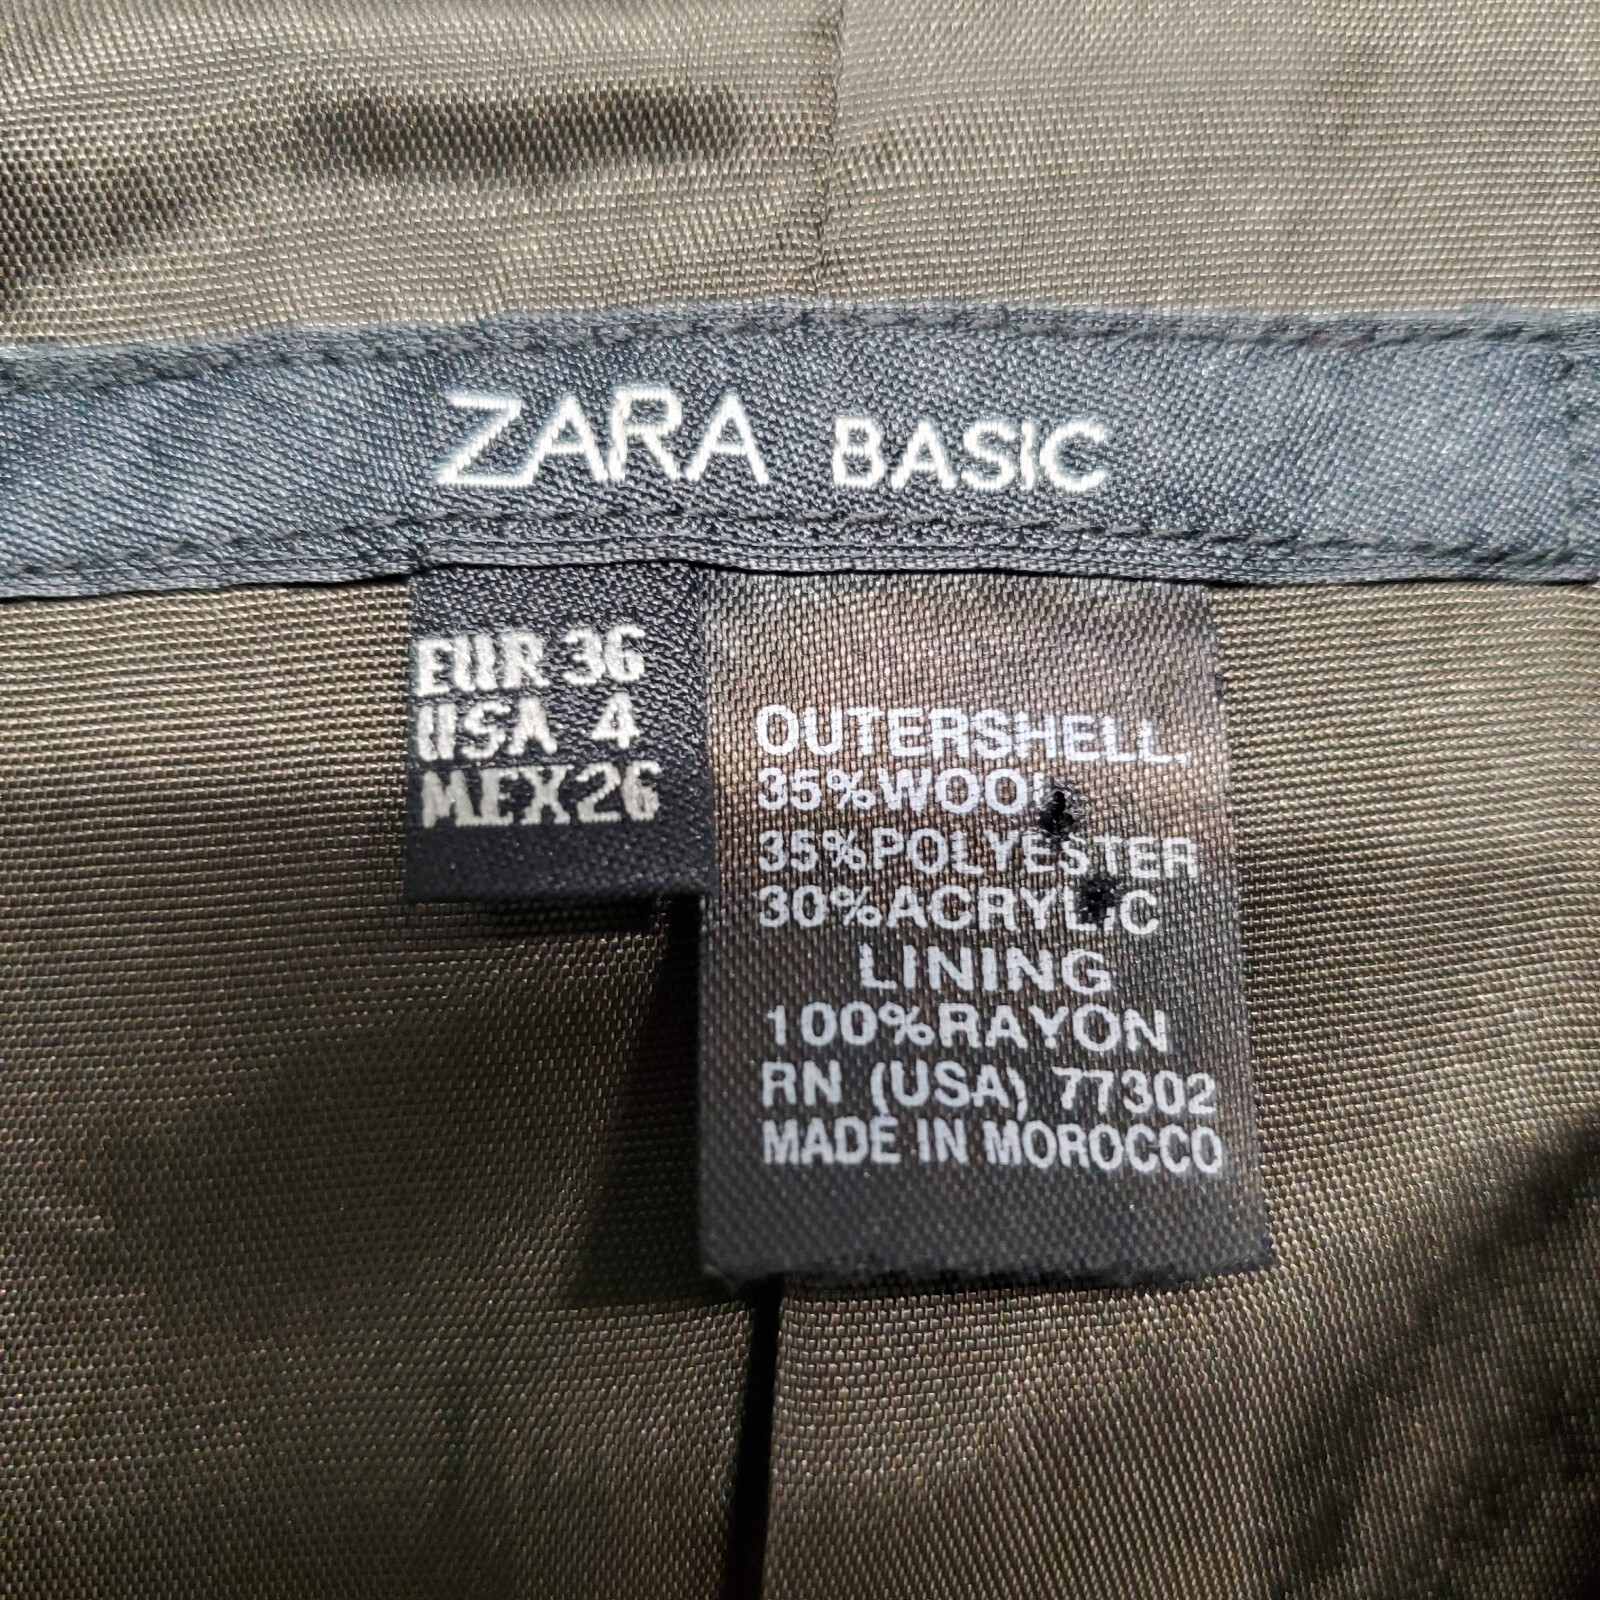 ZARA BASIC
EUR 36
USA 4
MEX 26
OUTERSHELL.
35%WOOL
35%POLYESTER
30%ACRYLIC
LINING
100%RAYON
RN (USA) 77302
MADE IN MOROCCO